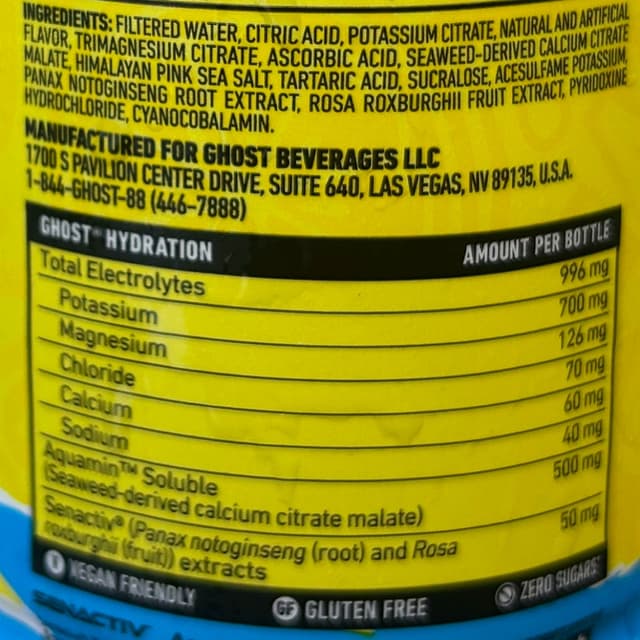 INGREDIENTS: FILTERED WATER, CITRIC ACID, POTASSIUM CITRATE, NATURAL AND ARTIFICIAL
FLAVOR, TRIMAGNESIUM CITRATE, ASCORBIC ACID, SEAWEED-DERIVED CALCIUM CITRATE
MALATE, HIMALAYAN PINK SEA SALT, TARTARIC ACID, SUCRALOSE, ACESULFAME POTASSIUM,
PANAX NOTOGINSENG ROOT EXTRACT, ROSA ROXBURGHII FRUIT EXTRACT, PYRIDOXINE
HYDROCHLORIDE, CYANOCOBALAMIN.
MANUFACTURED FOR GHOST BEVERAGES LLC
1700 S PAVILION CENTER DRIVE, SUITE 640, LAS VEGAS, NV 89135, U.S.A.
1-844-GHOST-88 (446-7888)
GHOST® HYDRATION AMOUNT PER BOTTLE
Total Electrolytes 996 mg
Potassium 700 mg
Magnesium 126 mg
Chloride 70 mg
Calcium 60 mg
Sodium 40 mg
Aquamin™ Soluble 500 mg
(Seaweed-derived calcium citrate malate)
Senactiv® (Panax notoginseng (root) and Rosa 50 mg
roxburghii (fruit)) extracts
VEGAN FRIENDLY GF GLUTEN FREE ZERO SUGARS
SENACTIV